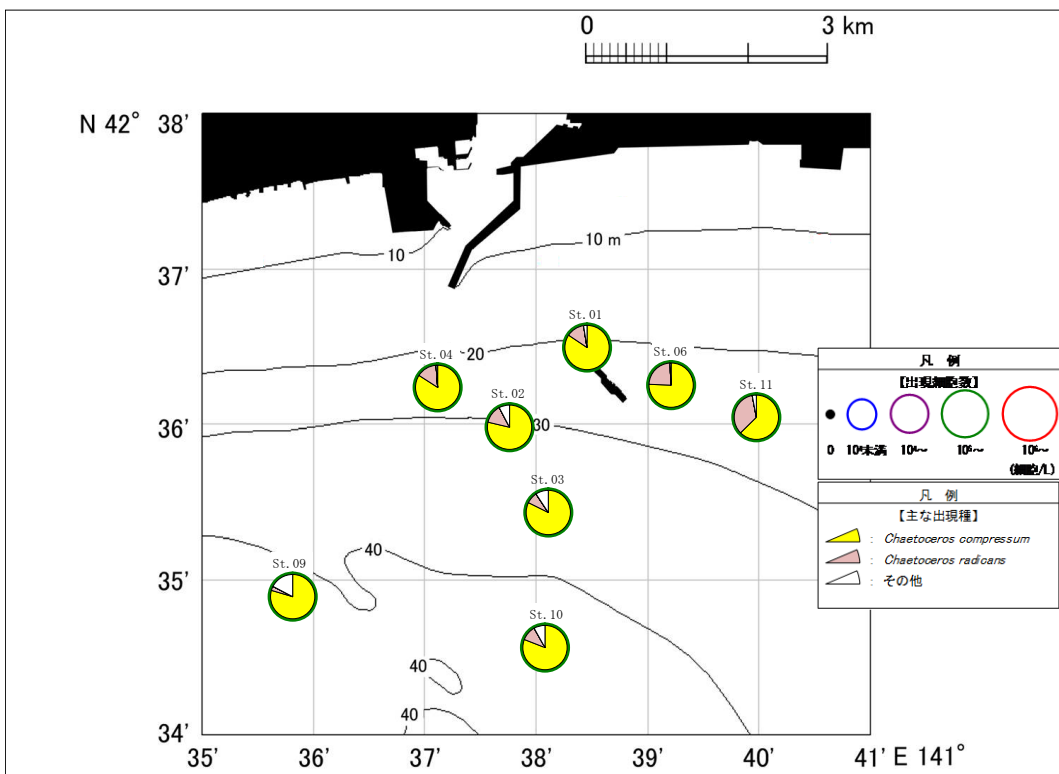 0 3 km
N 42° 38'
10
10 m
37'
St.01
St.04
20
St.06
St.02
St.11
36'
30
St.03
40
St.09
35'
St.10
40
40
34'
35' 36' 37' 38' 39' 40' 41' E 141°
凡 例
【出現細胞数】
0 10⁴未満
(細胞/L)
凡 例
【主な出現種】
: Chaetoceros compressum
: Chaetoceros radicans
: その他